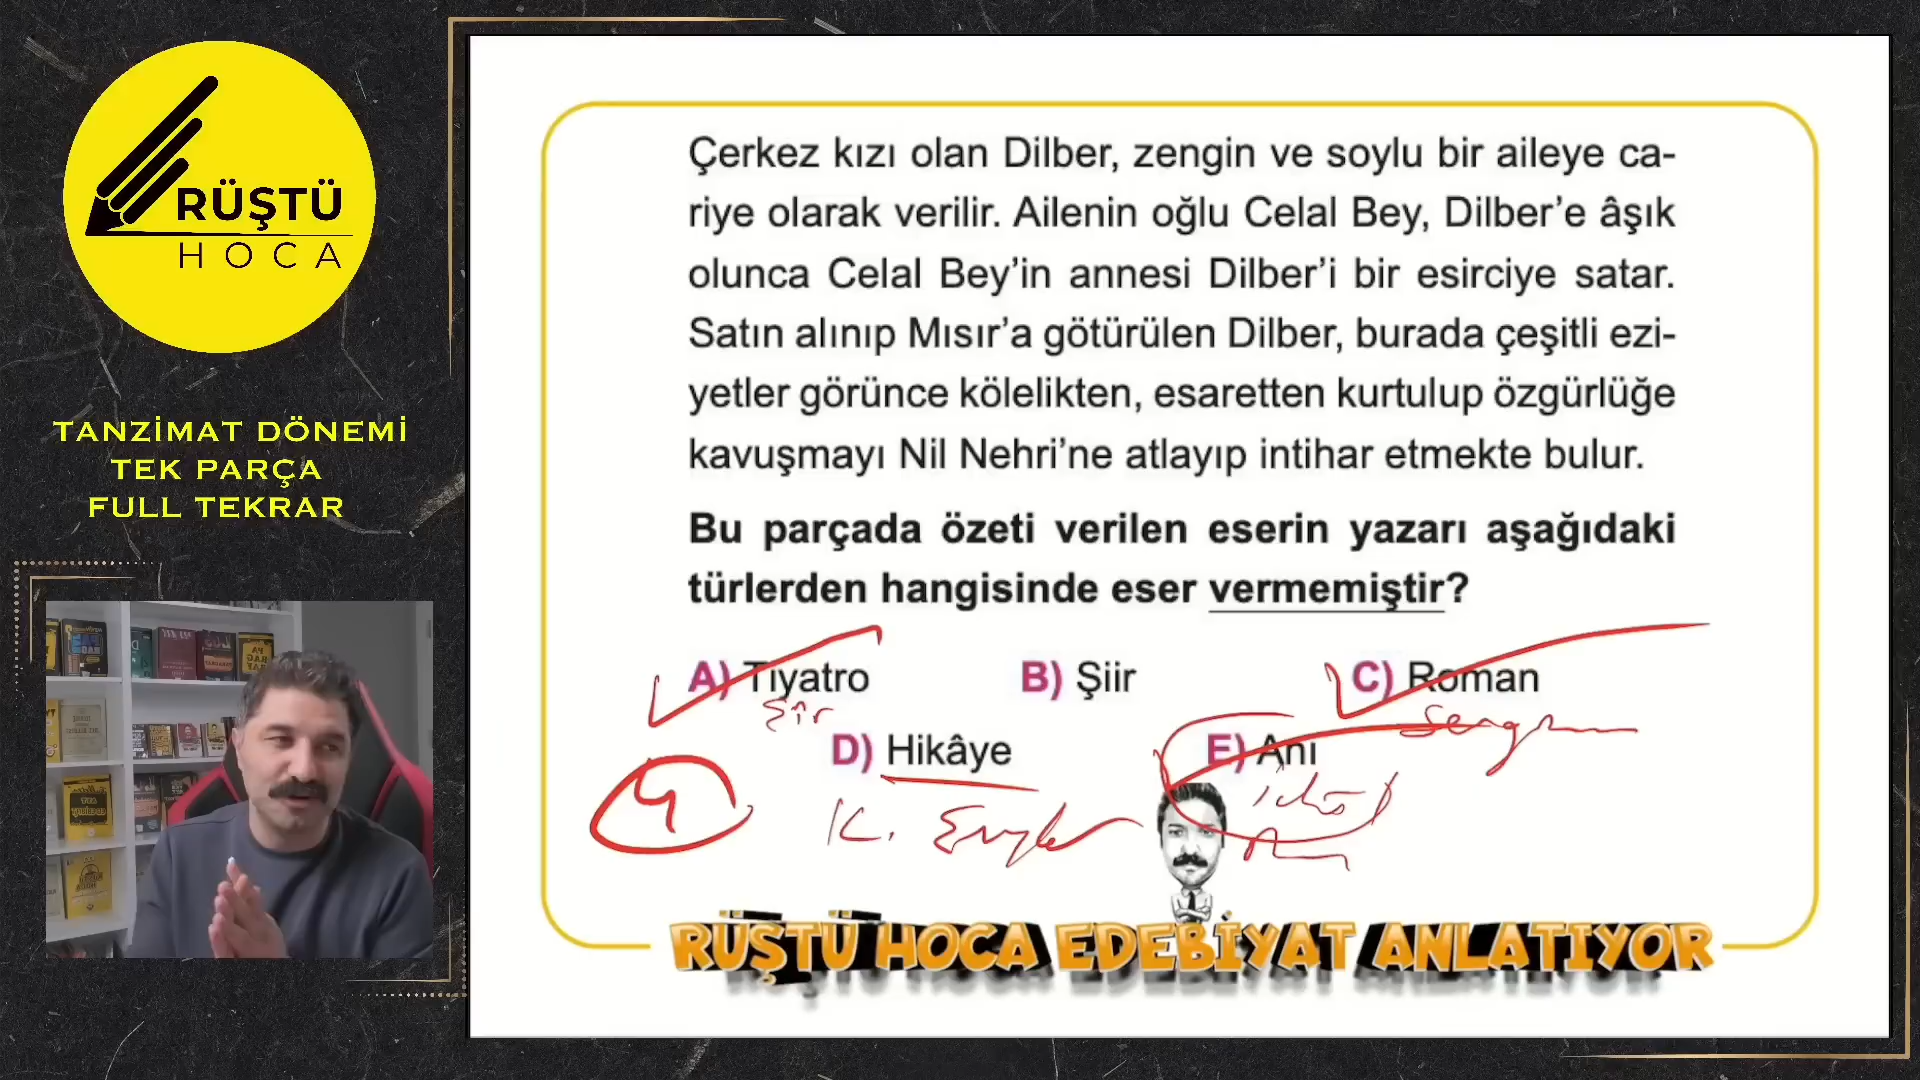 RÜŞTÜ
HOCA
TANZİMAT DÖNEMİ
TEK PARÇA
FULL TEKRAR
Çerkez kızı olan Dilber, zengin ve soylu bir aileye ca-
riye olarak verilir. Ailenin oğlu Celal Bey, Dilber’e âşık
olunca Celal Bey’in annesi Dilber’i bir esirciye satar.
Satın alınıp Mısır’a götürülen Dilber, burada çeşitli ezi-
yetler görünce kölelikten, esaretten kurtulup özgürlüğe
kavuşmayı Nil Nehri’ne atlayıp intihar etmekte bulur.
Bu parçada özeti verilen eserin yazarı aşağıdaki
türlerden hangisinde eser vermemiştir?
A) Tiyatro B) Şiir C) Roman
Şîr
D) Hikâye E) Anı
K.
RÜŞTÜ HOCA EDEBİYAT ANLATIYOR